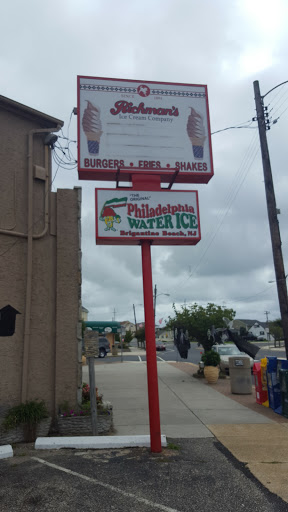 Richman's
Ice Cream Company
BURGERS • FRIES • SHAKES
"THE
ORIGINAL"
Philadelphia
WATER ICE
Brigantine Beach, NJ